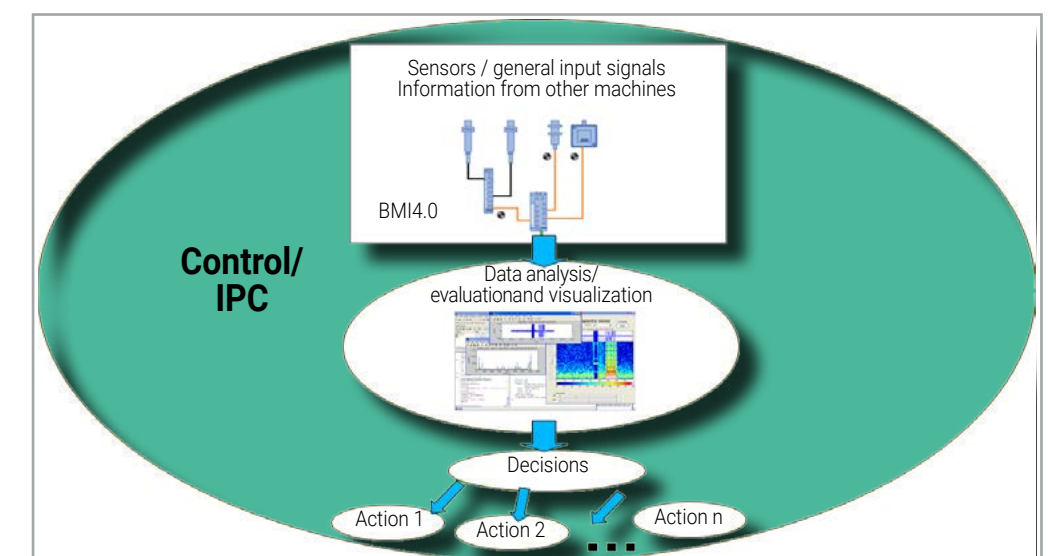 Sensors / general input signals
Information from other machines
BMI4.0
Control/
IPC
Data analysis/
evaluationand visualization
Decisions
Action 1
Action 2
...
Action n